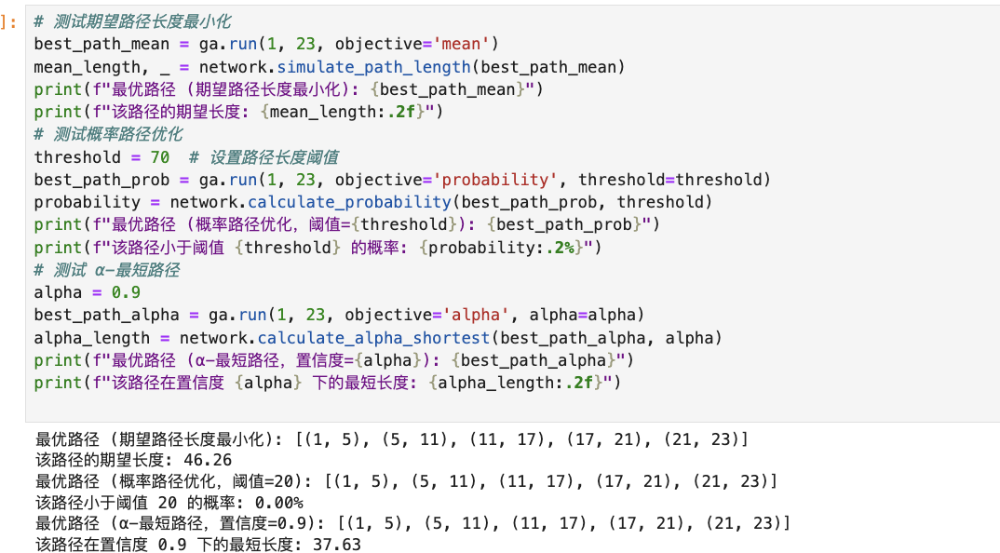 ]:
# 测试期望路径长度最小化
best_path_mean = ga.run(1, 23, objective='mean')
mean_length, _ = network.simulate_path_length(best_path_mean)
print(f"最优路径 (期望路径长度最小化): {best_path_mean}")
print(f"该路径的期望长度: {mean_length:.2f}")
# 测试概率路径优化
threshold = 70  # 设置路径长度阈值
best_path_prob = ga.run(1, 23, objective='probability', threshold=threshold)
probability = network.calculate_probability(best_path_prob, threshold)
print(f"最优路径 (概率路径优化, 阈值={threshold}): {best_path_prob}")
print(f"该路径小于阈值 {threshold} 的概率: {probability:.2%}")
# 测试 α-最短路径
alpha = 0.9
best_path_alpha = ga.run(1, 23, objective='alpha', alpha=alpha)
alpha_length = network.calculate_alpha_shortest(best_path_alpha, alpha)
print(f"最优路径 (α-最短路径, 置信度={alpha}): {best_path_alpha}")
print(f"该路径在置信度 {alpha} 下的最短长度: {alpha_length:.2f}")
最优路径 (期望路径长度最小化): [(1, 5), (5, 11), (11, 17), (17, 21), (21, 23)]
该路径的期望长度: 46.26
最优路径 (概率路径优化, 阈值=20): [(1, 5), (5, 11), (11, 17), (17, 21), (21, 23)]
该路径小于阈值 20 的概率: 0.00%
最优路径 (α-最短路径, 置信度=0.9): [(1, 5), (5, 11), (11, 17), (17, 21), (21, 23)]
该路径在置信度 0.9 下的最短长度: 37.63